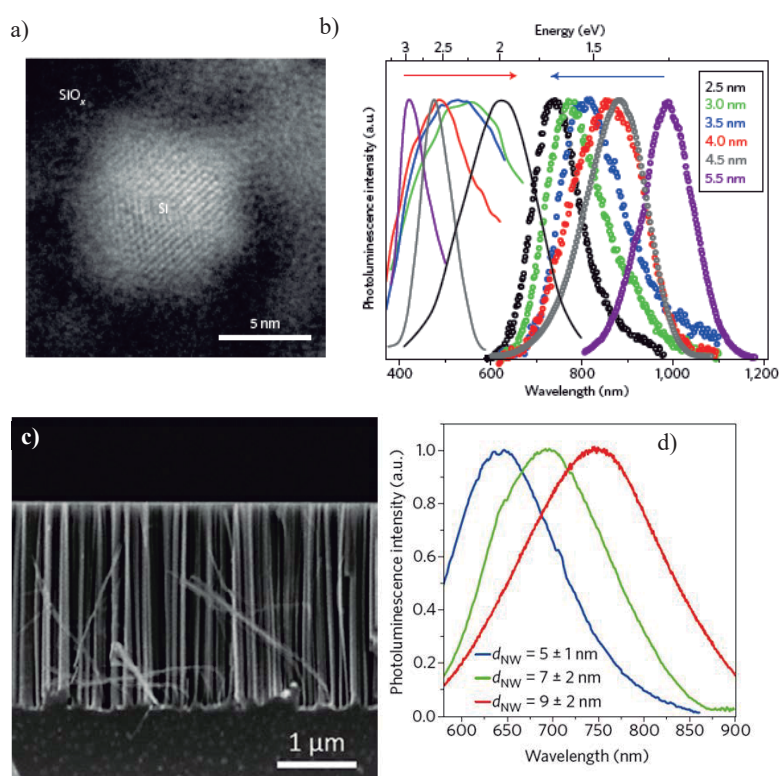 a)
SiOₓ
Si
5 nm
b)
Energy (eV)
3 2.5 2 1.5
2.5 nm
3.0 nm
3.5 nm
4.0 nm
4.5 nm
5.5 nm
Photoluminescence intensity (a.u.)
400 600 800 1,000 1,200
Wavelength (nm)
c)
1 µm
d)
Photoluminescence intensity (a.u.)
1.0
0.8
0.6
0.4
0.2
0.0
d_NW = 5 ± 1 nm
d_NW = 7 ± 2 nm
d_NW = 9 ± 2 nm
600 650 700 750 800 850 900
Wavelength (nm)